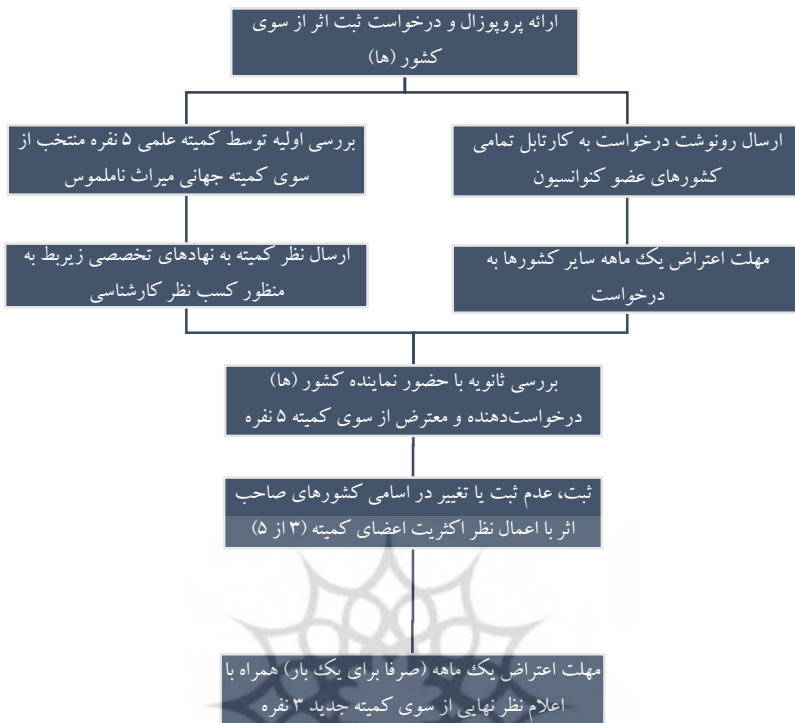 ارائه پروپوزال و درخواست ثبت اثر از سوی
کشور (ها)
ارسال رونوشت درخواست به کارتابل تمامی
کشورهای عضو کنوانسیون
بررسی اولیه توسط کمیته علمی ۵ نفره منتخب از
سوی کمیته جهانی میراث ناملموس
مهلت اعتراض یک ماهه سایر کشورها به
درخواست
ارسال نظر کمیته به نهادهای تخصصی زیربط به
منظور کسب نظر کارشناسی
بررسی ثانویه با حضور نماینده کشور (ها)
درخواست‌دهنده و معترض از سوی کمیته ۵ نفره
ثبت، عدم ثبت یا تغییر در اسامی کشورهای صاحب
اثر با اعمال نظر اکثریت اعضای کمیته (۳ از ۵)
مهلت اعتراض یک ماهه (صرفا برای یک بار) همراه با
اعلام نظر نهایی از سوی کمیته جدید ۳ نفره